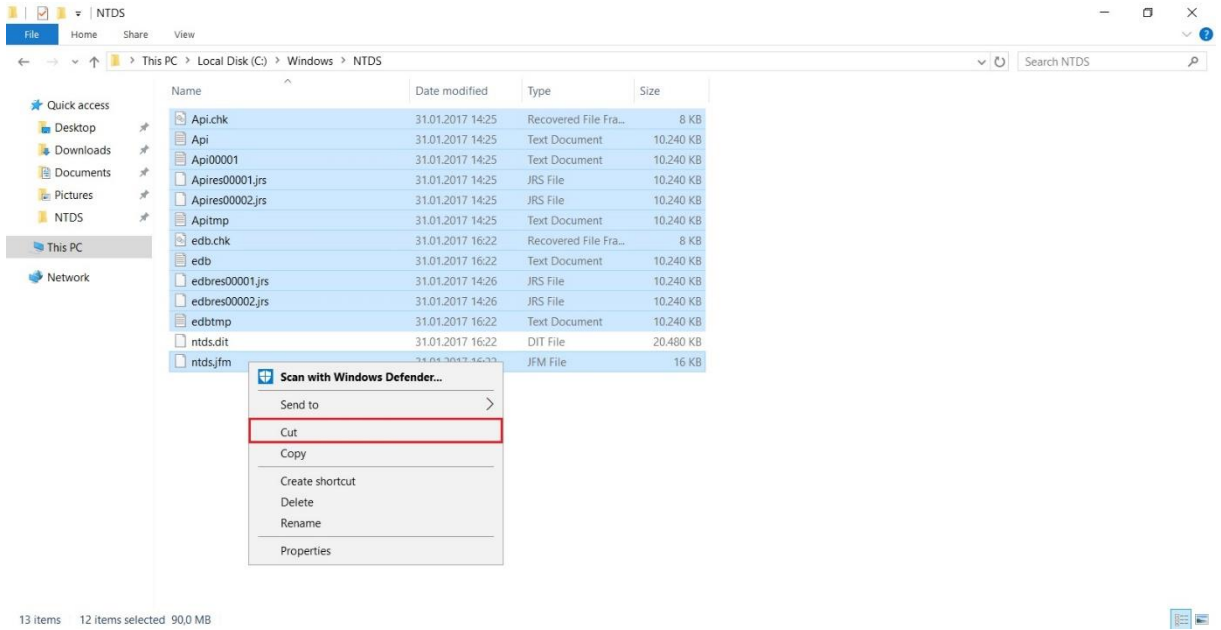 NTDS
File Home Share View
This PC > Local Disk (C:) > Windows > NTDS Search NTDS
Quick access
Desktop
Downloads
Documents
Pictures
NTDS
This PC
Network
Name Date modified Type Size
Api.chk 31.01.2017 14:25 Recovered File Fra... 8 KB
Api 31.01.2017 14:25 Text Document 10.240 KB
Api00001 31.01.2017 14:25 Text Document 10.240 KB
Apires00001.jrs 31.01.2017 14:25 JRS File 10.240 KB
Apires00002.jrs 31.01.2017 14:25 JRS File 10.240 KB
Apitmp 31.01.2017 14:25 Text Document 10.240 KB
edb.chk 31.01.2017 16:22 Recovered File Fra... 8 KB
edb 31.01.2017 16:22 Text Document 10.240 KB
edbres00001.jrs 31.01.2017 14:26 JRS File 10.240 KB
edbres00002.jrs 31.01.2017 14:26 JRS File 10.240 KB
edbtmp 31.01.2017 16:22 Text Document 10.240 KB
ntds.dit 31.01.2017 16:22 DIT File 20.480 KB
ntds.jfm JFM File 16 KB
Scan with Windows Defender...
Send to
Cut
Copy
Create shortcut
Delete
Rename
Properties
13 items 12 items selected 90,0 MB